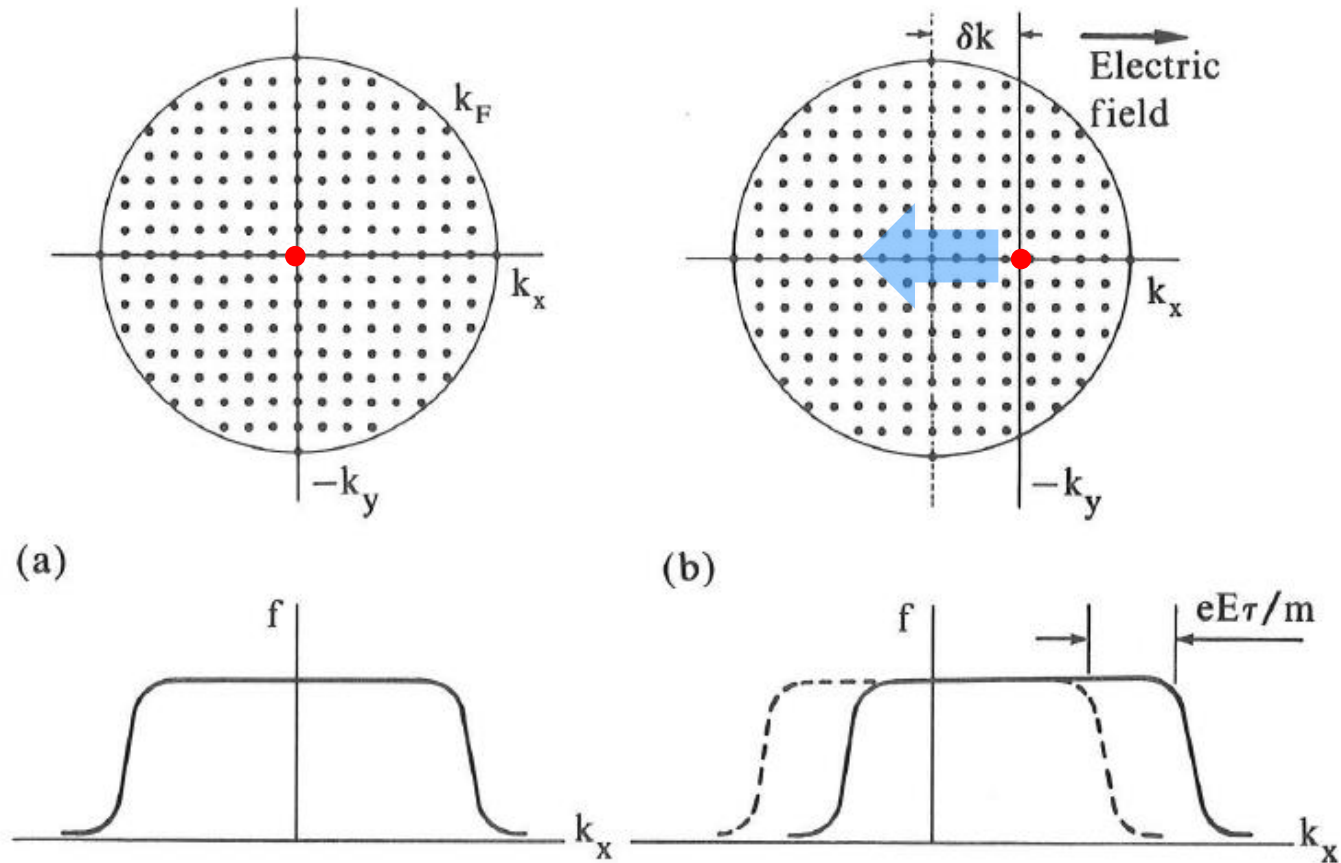 k_F
k_x
−k_y
(a)
δk
Electric
field
k_x
−k_y
(b)
f
k_x
f
eEτ/m
k_x